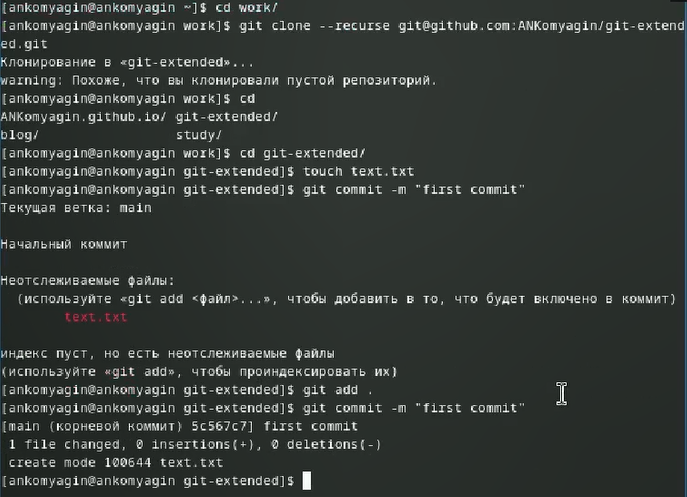 [ankomyagin@ankomyagin ~]$ cd work/
[ankomyagin@ankomyagin work]$ git clone --recurse git@github.com:ANKomyagin/git-extend
ed.git
Клонирование в «git-extended»...
warning: Похоже, что вы клонировали пустой репозиторий.
[ankomyagin@ankomyagin work]$ cd
ANKomyagin.github.io/ git-extended/
blog/                 study/
[ankomyagin@ankomyagin work]$ cd git-extended/
[ankomyagin@ankomyagin git-extended]$ touch text.txt
[ankomyagin@ankomyagin git-extended]$ git commit -m "first commit"
Текущая ветка: main

Начальный коммит

Неотслеживаемые файлы:
  (используйте «git add <файл>...», чтобы добавить в то, что будет включено в коммит)
        text.txt

индекс пуст, но есть неотслеживаемые файлы
(используйте «git add», чтобы проиндексировать их)
[ankomyagin@ankomyagin git-extended]$ git add .
[ankomyagin@ankomyagin git-extended]$ git commit -m "first commit"
[main (корневой коммит) 5c567c7] first commit
 1 file changed, 0 insertions(+), 0 deletions(-)
 create mode 100644 text.txt
[ankomyagin@ankomyagin git-extended]$